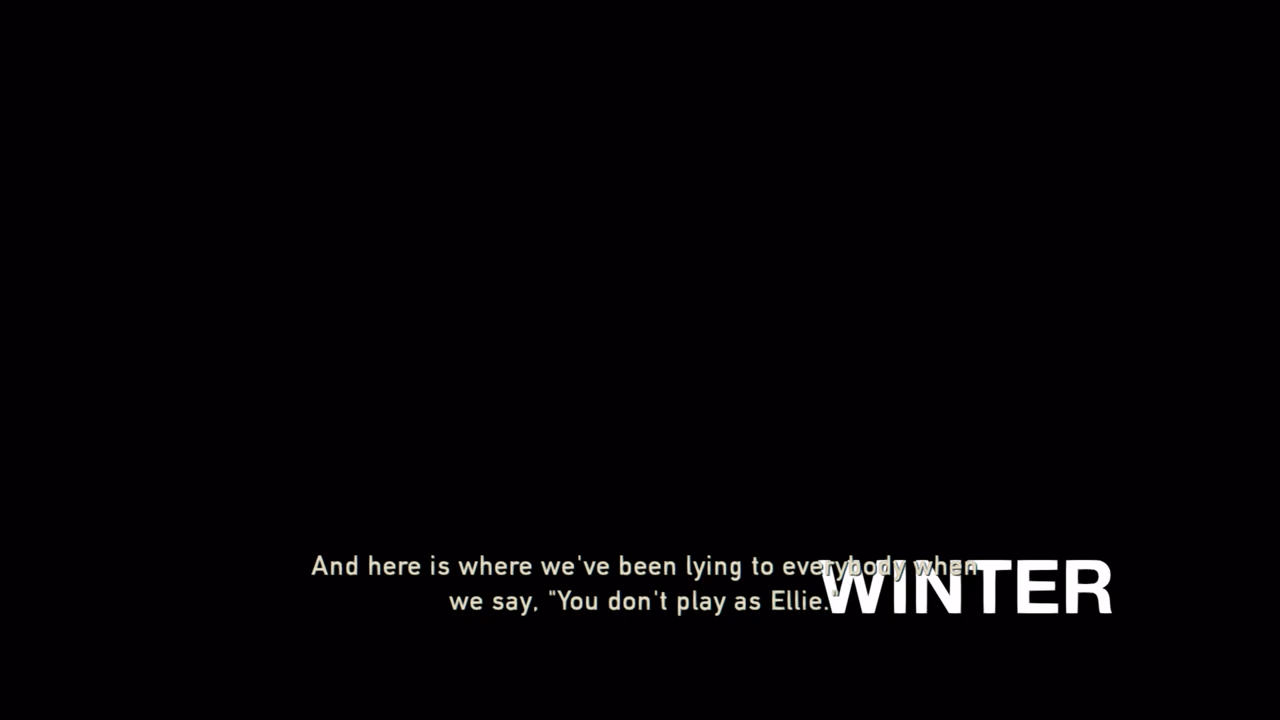 And here is where we've been lying to everybody when
we say, "You don't play as Ellie."
WINTER